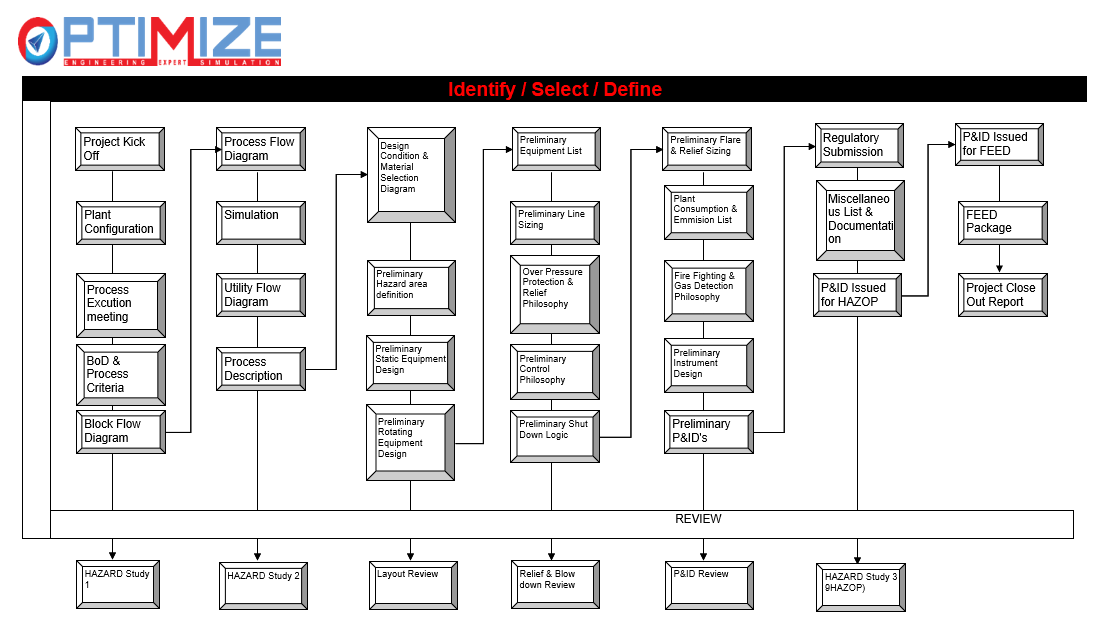 OPTIMIZE
ENGINEERING EXPERT SIMULATION
Identify / Select / Define
Project Kick
Off
Plant
Configuration
Process
Excution
meeting
BoD &
Process
Criteria
Block Flow
Diagram
Process Flow
Diagram
Simulation
Utility Flow
Diagram
Process
Description
Design
Condition &
Material
Selection
Diagram
Preliminary
Hazard area
definition
Preliminary
Static Equipment
Design
Preliminary
Rotating
Equipment
Design
Preliminary
Equipment List
Preliminary Line
Sizing
Over Pressure
Protection &
Relief
Philosophy
Preliminary
Control
Philosophy
Preliminary Shut
Down Logic
Preliminary Flare
& Relief Sizing
Plant
Consumption &
Emmision List
Fire Fighting &
Gas Detection
Philosophy
Preliminary
Instrument
Design
Preliminary
P&ID's
Regulatory
Submission
Miscellaneo
us List &
Documentati
on
P&ID Issued
for HAZOP
P&ID Issued
for FEED
FEED
Package
Project Close
Out Report
REVIEW
HAZARD Study
1
HAZARD Study 2
Layout Review
Relief & Blow
down Review
P&ID Review
HAZARD Study 3
9HAZOP)